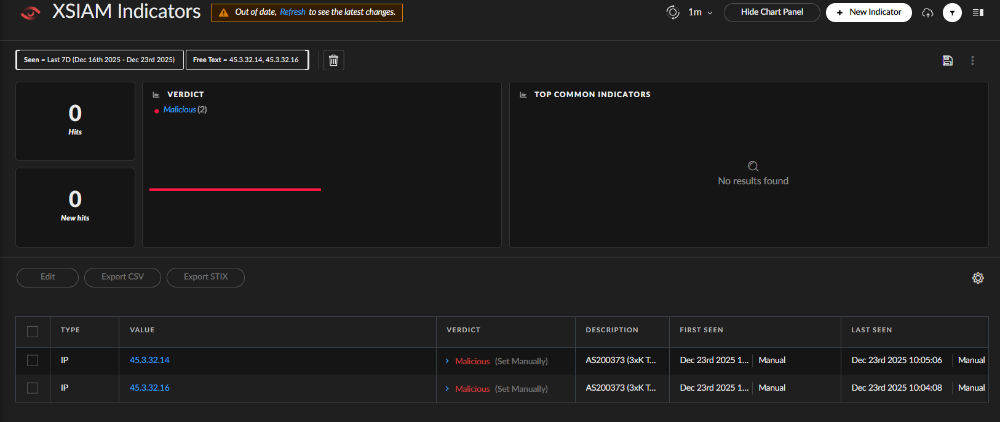 XSIAM Indicators
Out of date, Refresh to see the latest changes.
1m
Hide Chart Panel
+ New Indicator
Seen = Last 7D (Dec 16th 2025 - Dec 23rd 2025)
Free Text = 45.3.32.14, 45.3.32.16
0
Hits
0
New hits
VERDICT
Malicious (2)
TOP COMMON INDICATORS
No results found
Edit
Export CSV
Export STIX
TYPE VALUE VERDICT DESCRIPTION FIRST SEEN LAST SEEN
IP 45.3.32.14 > Malicious (Set Manually) AS200373 (3xK T... Dec 23rd 2025 1... Manual Dec 23rd 2025 10:05:06 Manual
IP 45.3.32.16 > Malicious (Set Manually) AS200373 (3xK T... Dec 23rd 2025 1... Manual Dec 23rd 2025 10:04:08 Manual